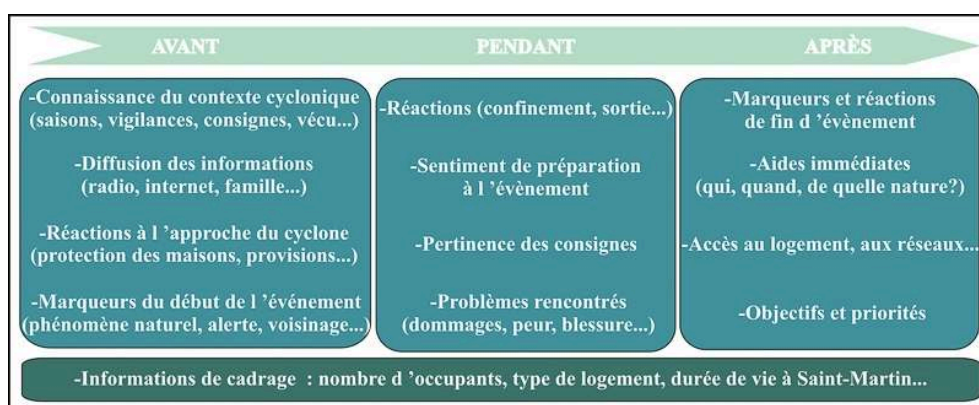 AVANT
PENDANT
APRÈS
-Connaissance du contexte cyclonique
(saisons, vigilances, consignes, vécu...)
-Diffusion des informations
(radio, internet, famille...)
-Réactions à l ’approche du cyclone
(protection des maisons, provisions...)
-Marqueurs du début de l ’événement
(phénomène naturel, alerte, voisinage...)
-Réactions (confinement, sortie...)
-Sentiment de préparation
à l ’évènement
-Pertinence des consignes
-Problèmes rencontrés
(dommages, peur, blessure...)
-Marqueurs et réactions
de fin d ’évènement
-Aides immédiates
(qui, quand, de quelle nature?)
-Accès au logement, aux réseaux...
-Objectifs et priorités
-Informations de cadrage : nombre d ’occupants, type de logement, durée de vie à Saint-Martin...